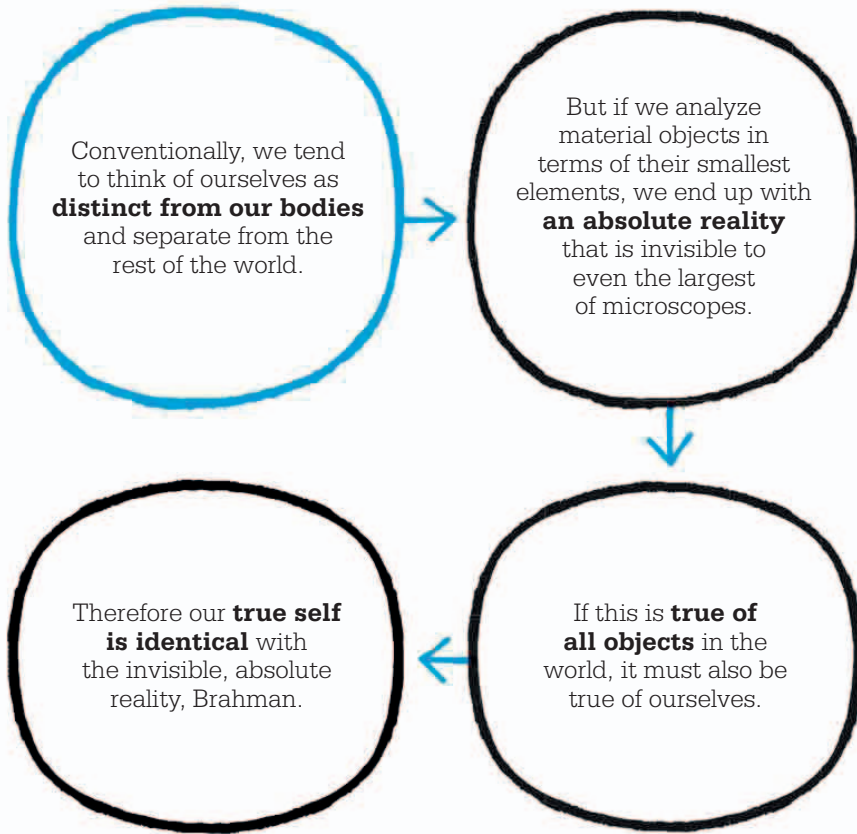 Conventionally, we tend
to think of ourselves as
distinct from our bodies
and separate from the
rest of the world.
But if we analyze
material objects in
terms of their smallest
elements, we end up with
an absolute reality
that is invisible to
even the largest
of microscopes.
If this is true of
all objects in the
world, it must also be
true of ourselves.
Therefore our true self
is identical with
the invisible, absolute
reality, Brahman.